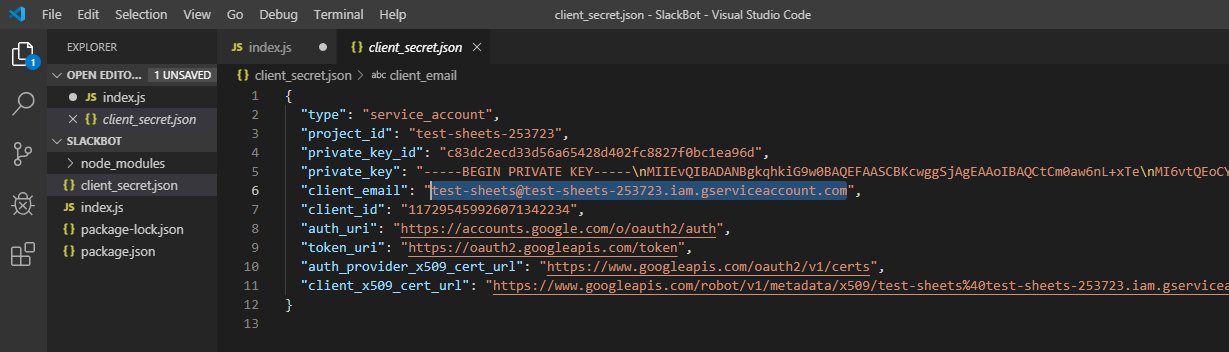 File Edit Selection View Go Debug Terminal Help client_secret.json - SlackBot - Visual Studio Code
EXPLORER
OPEN EDITO... 1 UNSAVED
JS index.js
{} client_secret.json
SLACKBOT
node_modules
{} client_secret.json
JS index.js
{} package-lock.json
{} package.json
1
JS index.js {} client_secret.json
{} client_secret.json > abc client_email
1 {
2 "type": "service_account",
3 "project_id": "test-sheets-253723",
4 "private_key_id": "c83dc2ecd33d56a65428d402fc8827f0bc1ea96d",
5 "private_key": "-----BEGIN PRIVATE KEY-----\nMIIEvQIBADANBgkqhkiG9w0BAQEFAASCBKcwggSjAgEAAoIBAQCtCm0aw6nL+xTe\nMI6vtQEoCY
6 "client_email": "test-sheets@test-sheets-253723.iam.gserviceaccount.com",
7 "client_id": "117295459926071342234",
8 "auth_uri": "https://accounts.google.com/o/oauth2/auth",
9 "token_uri": "https://oauth2.googleapis.com/token",
10 "auth_provider_x509_cert_url": "https://www.googleapis.com/oauth2/v1/certs",
11 "client_x509_cert_url": "https://www.googleapis.com/robot/v1/metadata/x509/test-sheets%40test-sheets-253723.iam.gservicea
12 }
13